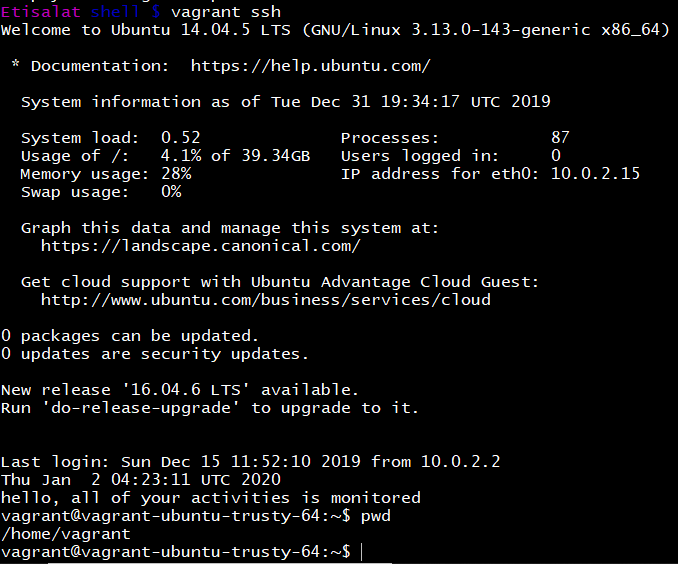 Etisalat shell $ vagrant ssh
Welcome to Ubuntu 14.04.5 LTS (GNU/Linux 3.13.0-143-generic x86_64)
* Documentation:  https://help.ubuntu.com/
System information as of Tue Dec 31 19:34:17 UTC 2019
System load:  0.52              Processes:           87
Usage of /:   4.1% of 39.34GB   Users logged in:     0
Memory usage: 28%               IP address for eth0: 10.0.2.15
Swap usage:   0%
Graph this data and manage this system at:
https://landscape.canonical.com/
Get cloud support with Ubuntu Advantage Cloud Guest:
http://www.ubuntu.com/business/services/cloud
0 packages can be updated.
0 updates are security updates.
New release '16.04.6 LTS' available.
Run 'do-release-upgrade' to upgrade to it.
Last login: Sun Dec 15 11:52:10 2019 from 10.0.2.2
Thu Jan  2 04:23:11 UTC 2020
hello, all of your activities is monitored
vagrant@vagrant-ubuntu-trusty-64:~$ pwd
/home/vagrant
vagrant@vagrant-ubuntu-trusty-64:~$